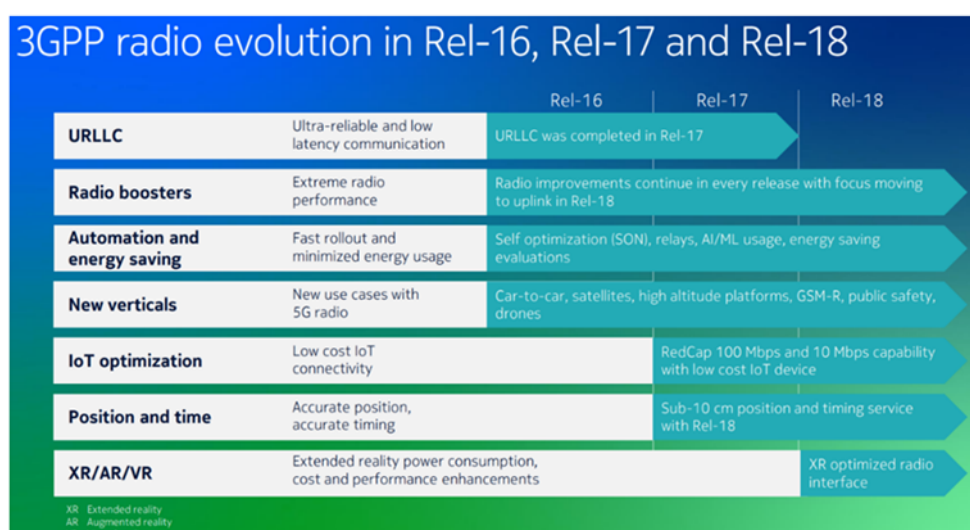 3GPP radio evolution in Rel-16, Rel-17 and Rel-18
Rel-16
Rel-17
Rel-18
URLLC
Ultra-reliable and low
latency communication
URLLC was completed in Rel-17
Radio boosters
Extreme radio
performance
Radio improvements continue in every release with focus moving
to uplink in Rel-18
Automation and
energy saving
Fast rollout and
minimized energy usage
Self optimization (SON), relays, AI/ML usage, energy saving
evaluations
New verticals
New use cases with
5G radio
Car-to-car, satellites, high altitude platforms, GSM-R, public safety,
drones
IoT optimization
Low cost IoT
connectivity
RedCap 100 Mbps and 10 Mbps capability
with low cost IoT device
Position and time
Accurate position,
accurate timing
Sub-10 cm position and timing service
with Rel-18
XR/AR/VR
Extended reality power consumption,
cost and performance enhancements
XR optimized radio
interface
XR Extended reality
AR Augmented reality